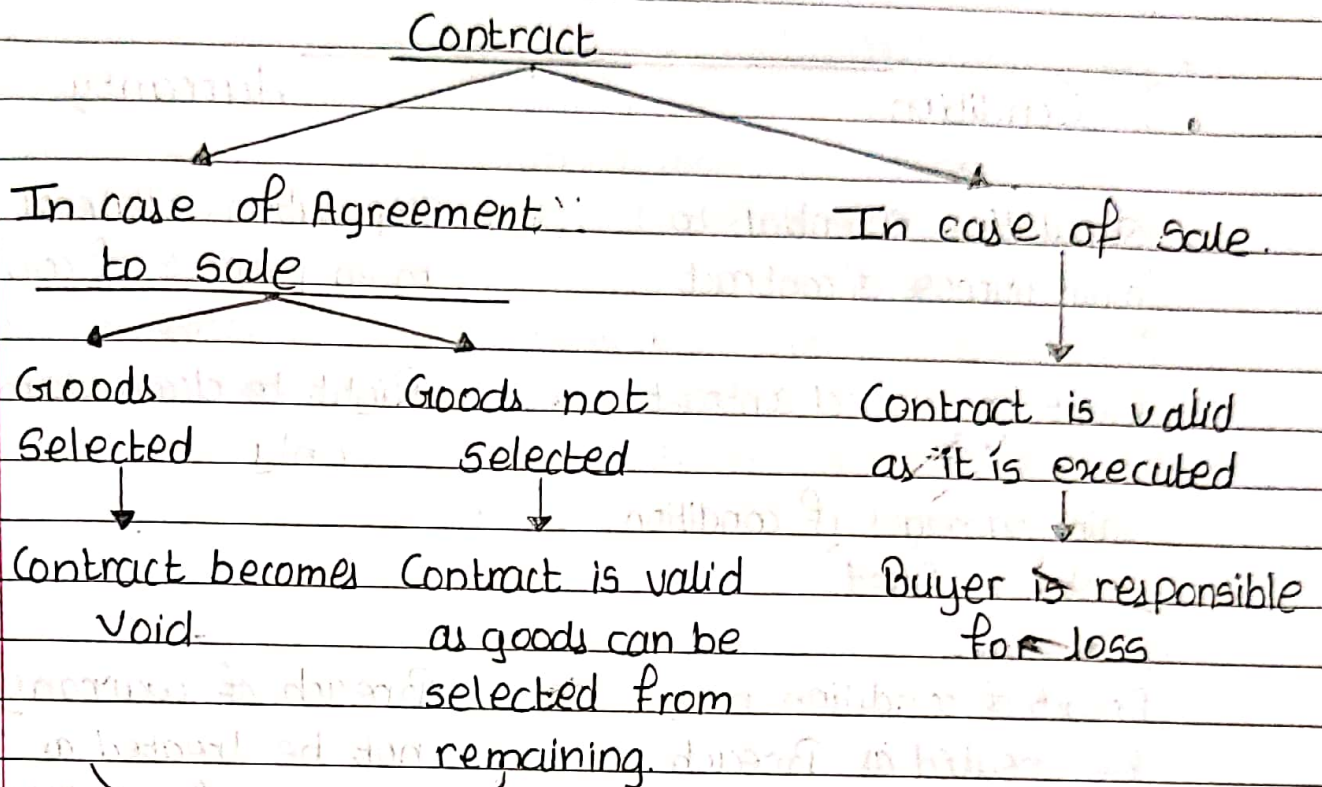 Contract
In case of Agreement
to sale
In case of sale.
Goods
Selected
Goods not
selected
Contract is valid
as it is executed
Contract becomes
void.
Contract is valid
as goods can be
selected from
remaining.
Buyer is responsible
for loss